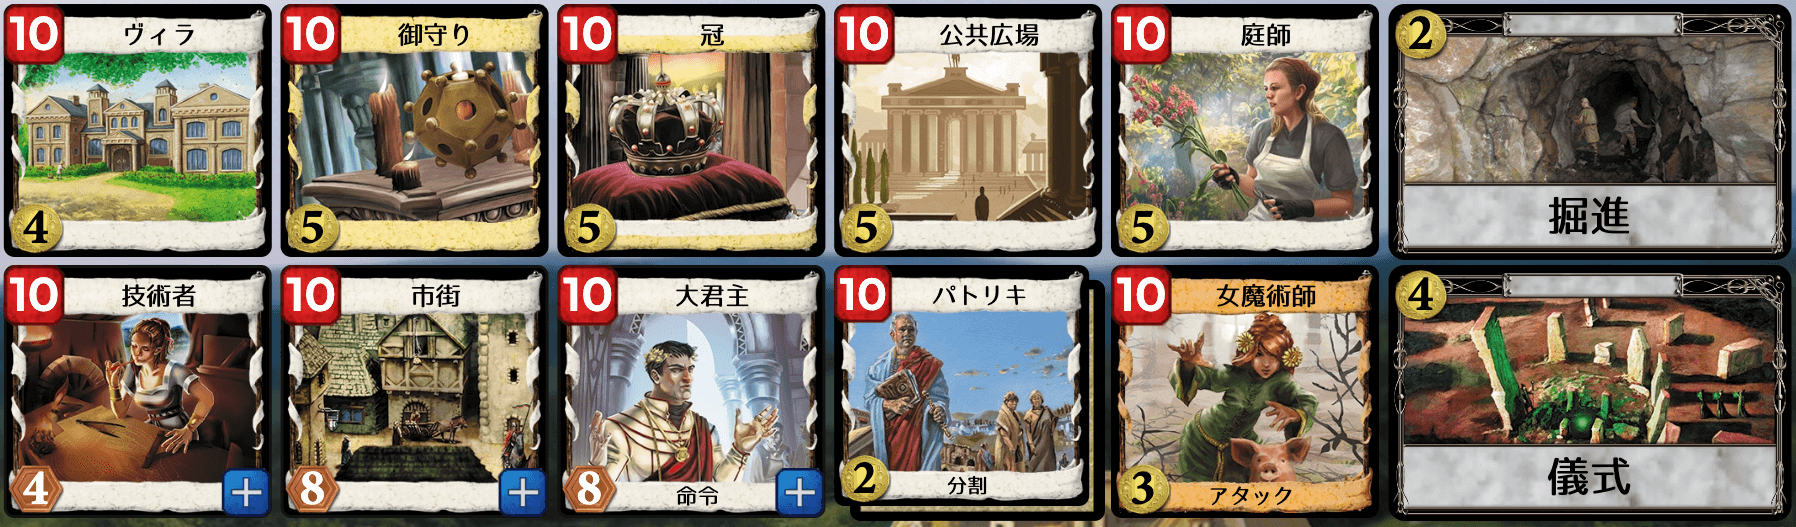 10 ヴィラ
4
10 御守り
5
10 冠
5
10 公共広場
5
10 庭師
5
2
掘進
10 技術者
4 +
10 市街
8 +
10 大君主
8 命令 +
10 パトリキ
2 分割
10 女魔術師
3 アタック
4
儀式